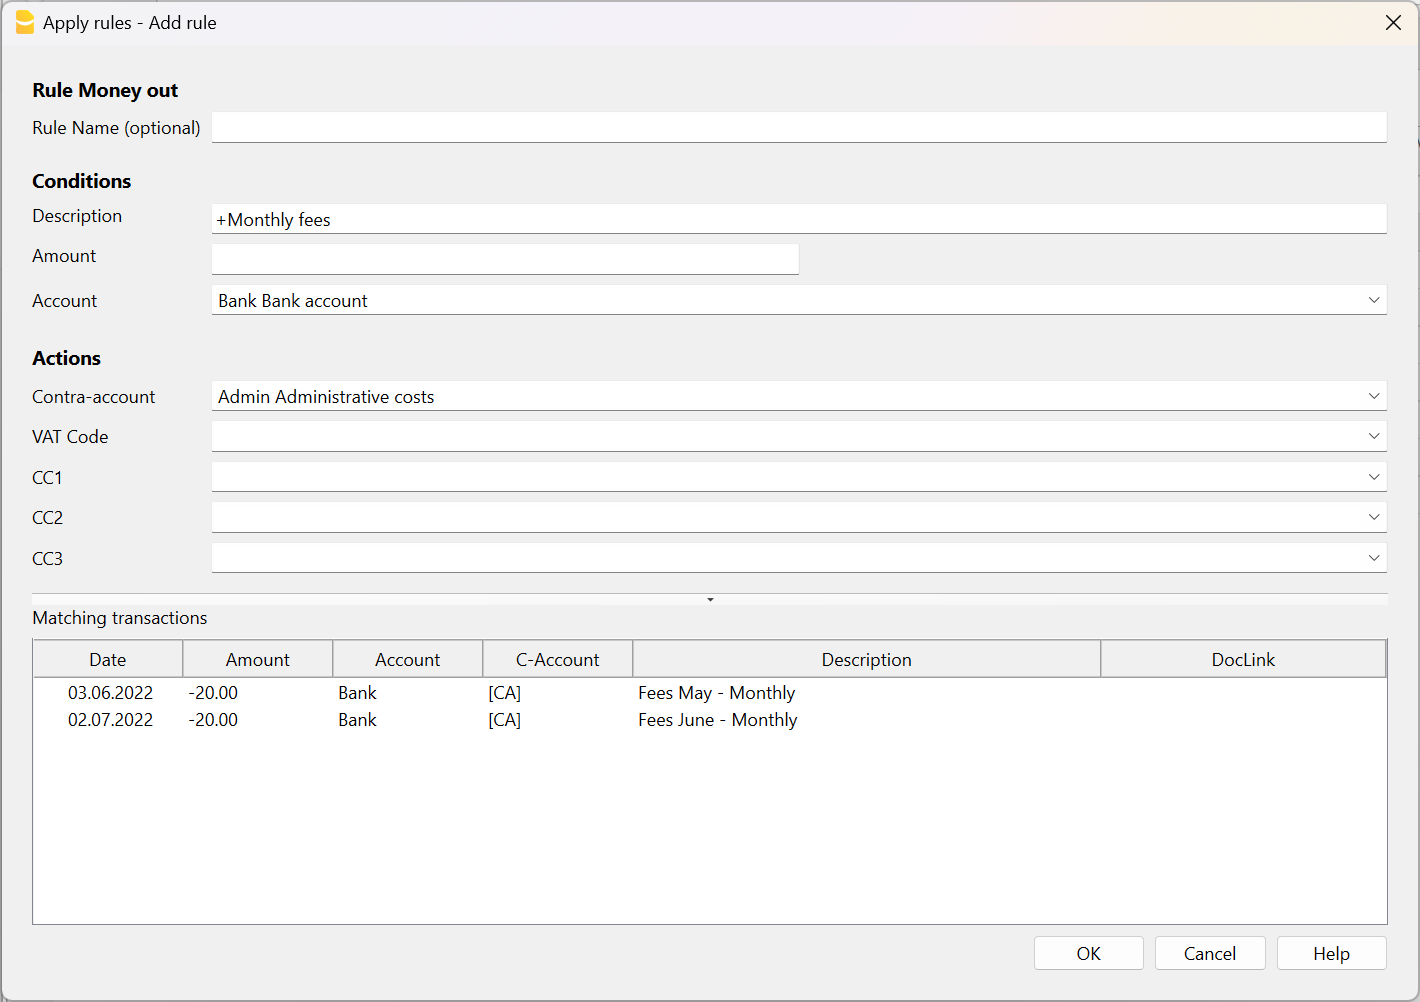 Apply rules - Add rule
Rule Money out
Rule Name (optional)
Conditions
Description +Monthly fees
Amount
Account Bank Bank account
Actions
Contra-account Admin Administrative costs
VAT Code
CC1
CC2
CC3
Matching transactions
Date Amount Account C-Account Description DocLink
03.06.2022 -20.00 Bank [CA] Fees May - Monthly
02.07.2022 -20.00 Bank [CA] Fees June - Monthly
OK Cancel Help